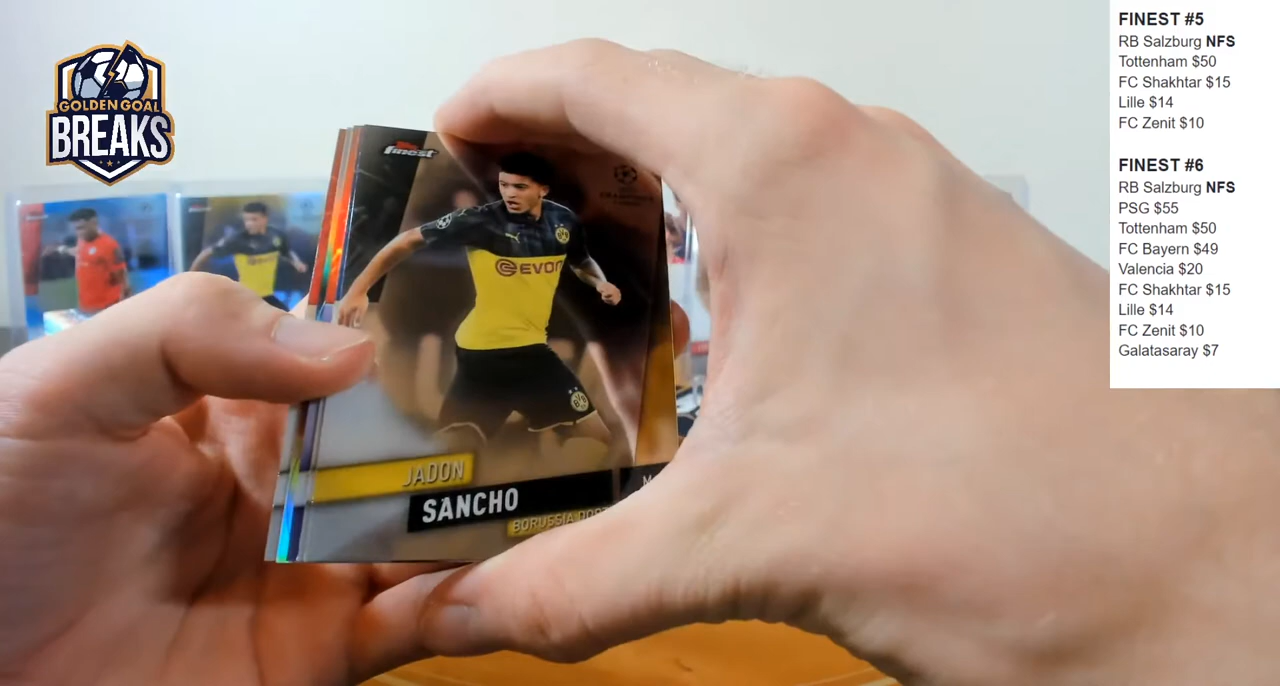 GOLDEN GOAL
BREAKS
finest
EVON
JADON
SANCHO
BORUSSIA
FINEST #5
RB Salzburg NFS
Tottenham $50
FC Shakhtar $15
Lille $14
FC Zenit $10
FINEST #6
RB Salzburg NFS
PSG $55
Tottenham $50
FC Bayern $49
Valencia $20
FC Shakhtar $15
Lille $14
FC Zenit $10
Galatasaray $7